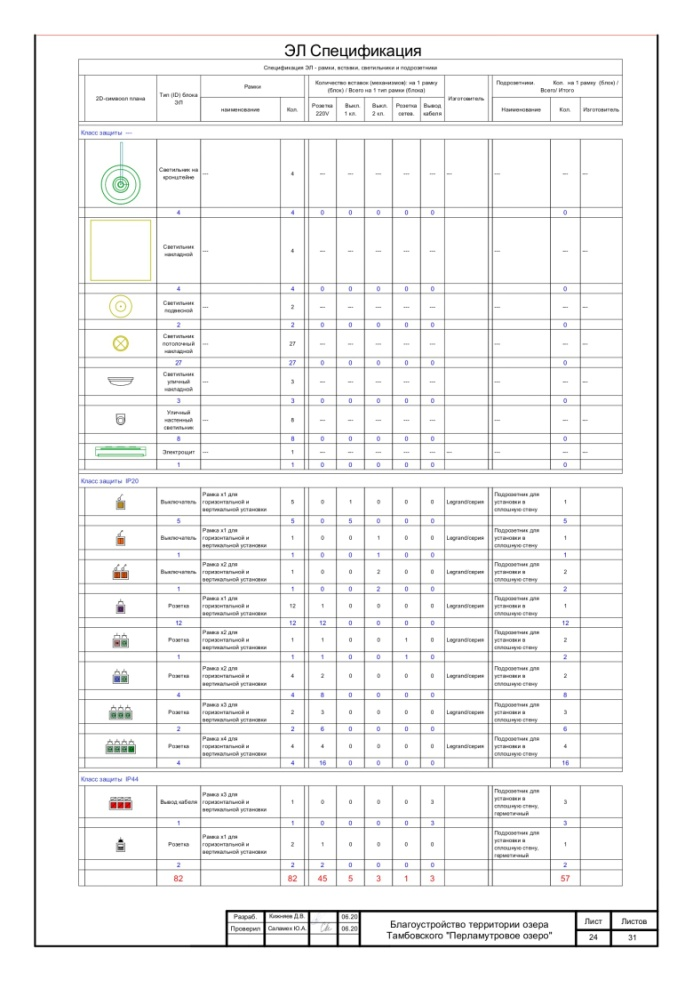 ЭЛ Спецификация
Спецификация ЭЛ - рамки, вставки, светильники и подрозетники
2D-символ плана
Тип (ID) блока ЭЛ
Рамки
наименование
Кол.
Количество вставок (механизмов): на 1 рамку (блок) / Всего на 1 тип рамки (блока)
Розетка 220V
Выкл. 1 кл.
Выкл. 2 кл.
Розетка сетев.
Вывод кабеля
Изготовитель
Подрозетники, Кол. на 1 рамку (блок) / Всего/ Итого
Наименование
Кол.
Изготовитель
Класс защиты ---
Светильник на кронштейне --- 4 --- --- --- --- --- --- --- --- ---
4 4 0 0 0 0 0 0
Светильник накладной --- 4 --- --- --- --- --- --- --- ---
4 4 0 0 0 0 0 0
Светильник подвесной --- 2 --- --- --- --- --- --- --- ---
2 2 0 0 0 0 0 0
Светильник потолочный накладной --- 27 --- --- --- --- --- --- --- ---
27 27 0 0 0 0 0 0
Светильник уличный накладной --- 3 --- --- --- --- --- --- --- ---
3 3 0 0 0 0 0 0
Уличный настенный светильник --- 8 --- --- --- --- --- --- --- ---
8 8 0 0 0 0 0 0
Электрощит --- 1 --- --- --- --- --- --- --- --- ---
1 1 0 0 0 0 0 0
Класс защиты IP20
Выключатель Рамка х1 для горизонтальной и вертикальной установки 5 0 1 0 0 0 Legrand/серия Подрозетник для установки в сплошную стену 1
5 5 0 5 0 0 0 5
Выключатель Рамка х1 для горизонтальной и вертикальной установки 1 0 0 1 0 0 Legrand/серия Подрозетник для установки в сплошную стену 1
1 1 0 0 1 0 0 1
Выключатель Рамка х2 для горизонтальной и вертикальной установки 1 0 0 2 0 0 Legrand/серия Подрозетник для установки в сплошную стену 2
1 1 0 0 2 0 0 2
Розетка Рамка х1 для горизонтальной и вертикальной установки 12 1 0 0 0 0 Legrand/серия Подрозетник для установки в сплошную стену 1
12 12 12 0 0 0 0 12
Розетка Рамка х2 для горизонтальной и вертикальной установки 1 1 0 0 1 0 Legrand/серия Подрозетник для установки в сплошную стену 2
1 1 1 0 0 1 0 2
Розетка Рамка х2 для горизонтальной и вертикальной установки 4 2 0 0 0 0 Legrand/серия Подрозетник для установки в сплошную стену 2
4 4 8 0 0 0 0 8
Розетка Рамка х3 для горизонтальной и вертикальной установки 2 3 0 0 0 0 Legrand/серия Подрозетник для установки в сплошную стену 3
2 2 6 0 0 0 0 6
Розетка Рамка х4 для горизонтальной и вертикальной установки 4 4 0 0 0 0 Legrand/серия Подрозетник для установки в сплошную стену 4
4 4 16 0 0 0 0 16
Класс защиты IP44
Вывод кабеля Рамка х3 для горизонтальной и вертикальной установки 1 0 0 0 0 3 Подрозетник для установки в сплошную стену, герметичный 3
1 1 0 0 0 0 3 3
Розетка Рамка х1 для горизонтальной и вертикальной установки 2 1 0 0 0 0 Подрозетник для установки в сплошную стену, герметичный 1
2 2 2 0 0 0 0 2
82 82 45 5 3 1 3 57
Разраб. Кижняев Д.В. 06.20
Проверил Саламех Ю.А. 06.20
Благоустройство территории озера
Тамбовского "Перламутровое озеро"
Лист Листов
24 31